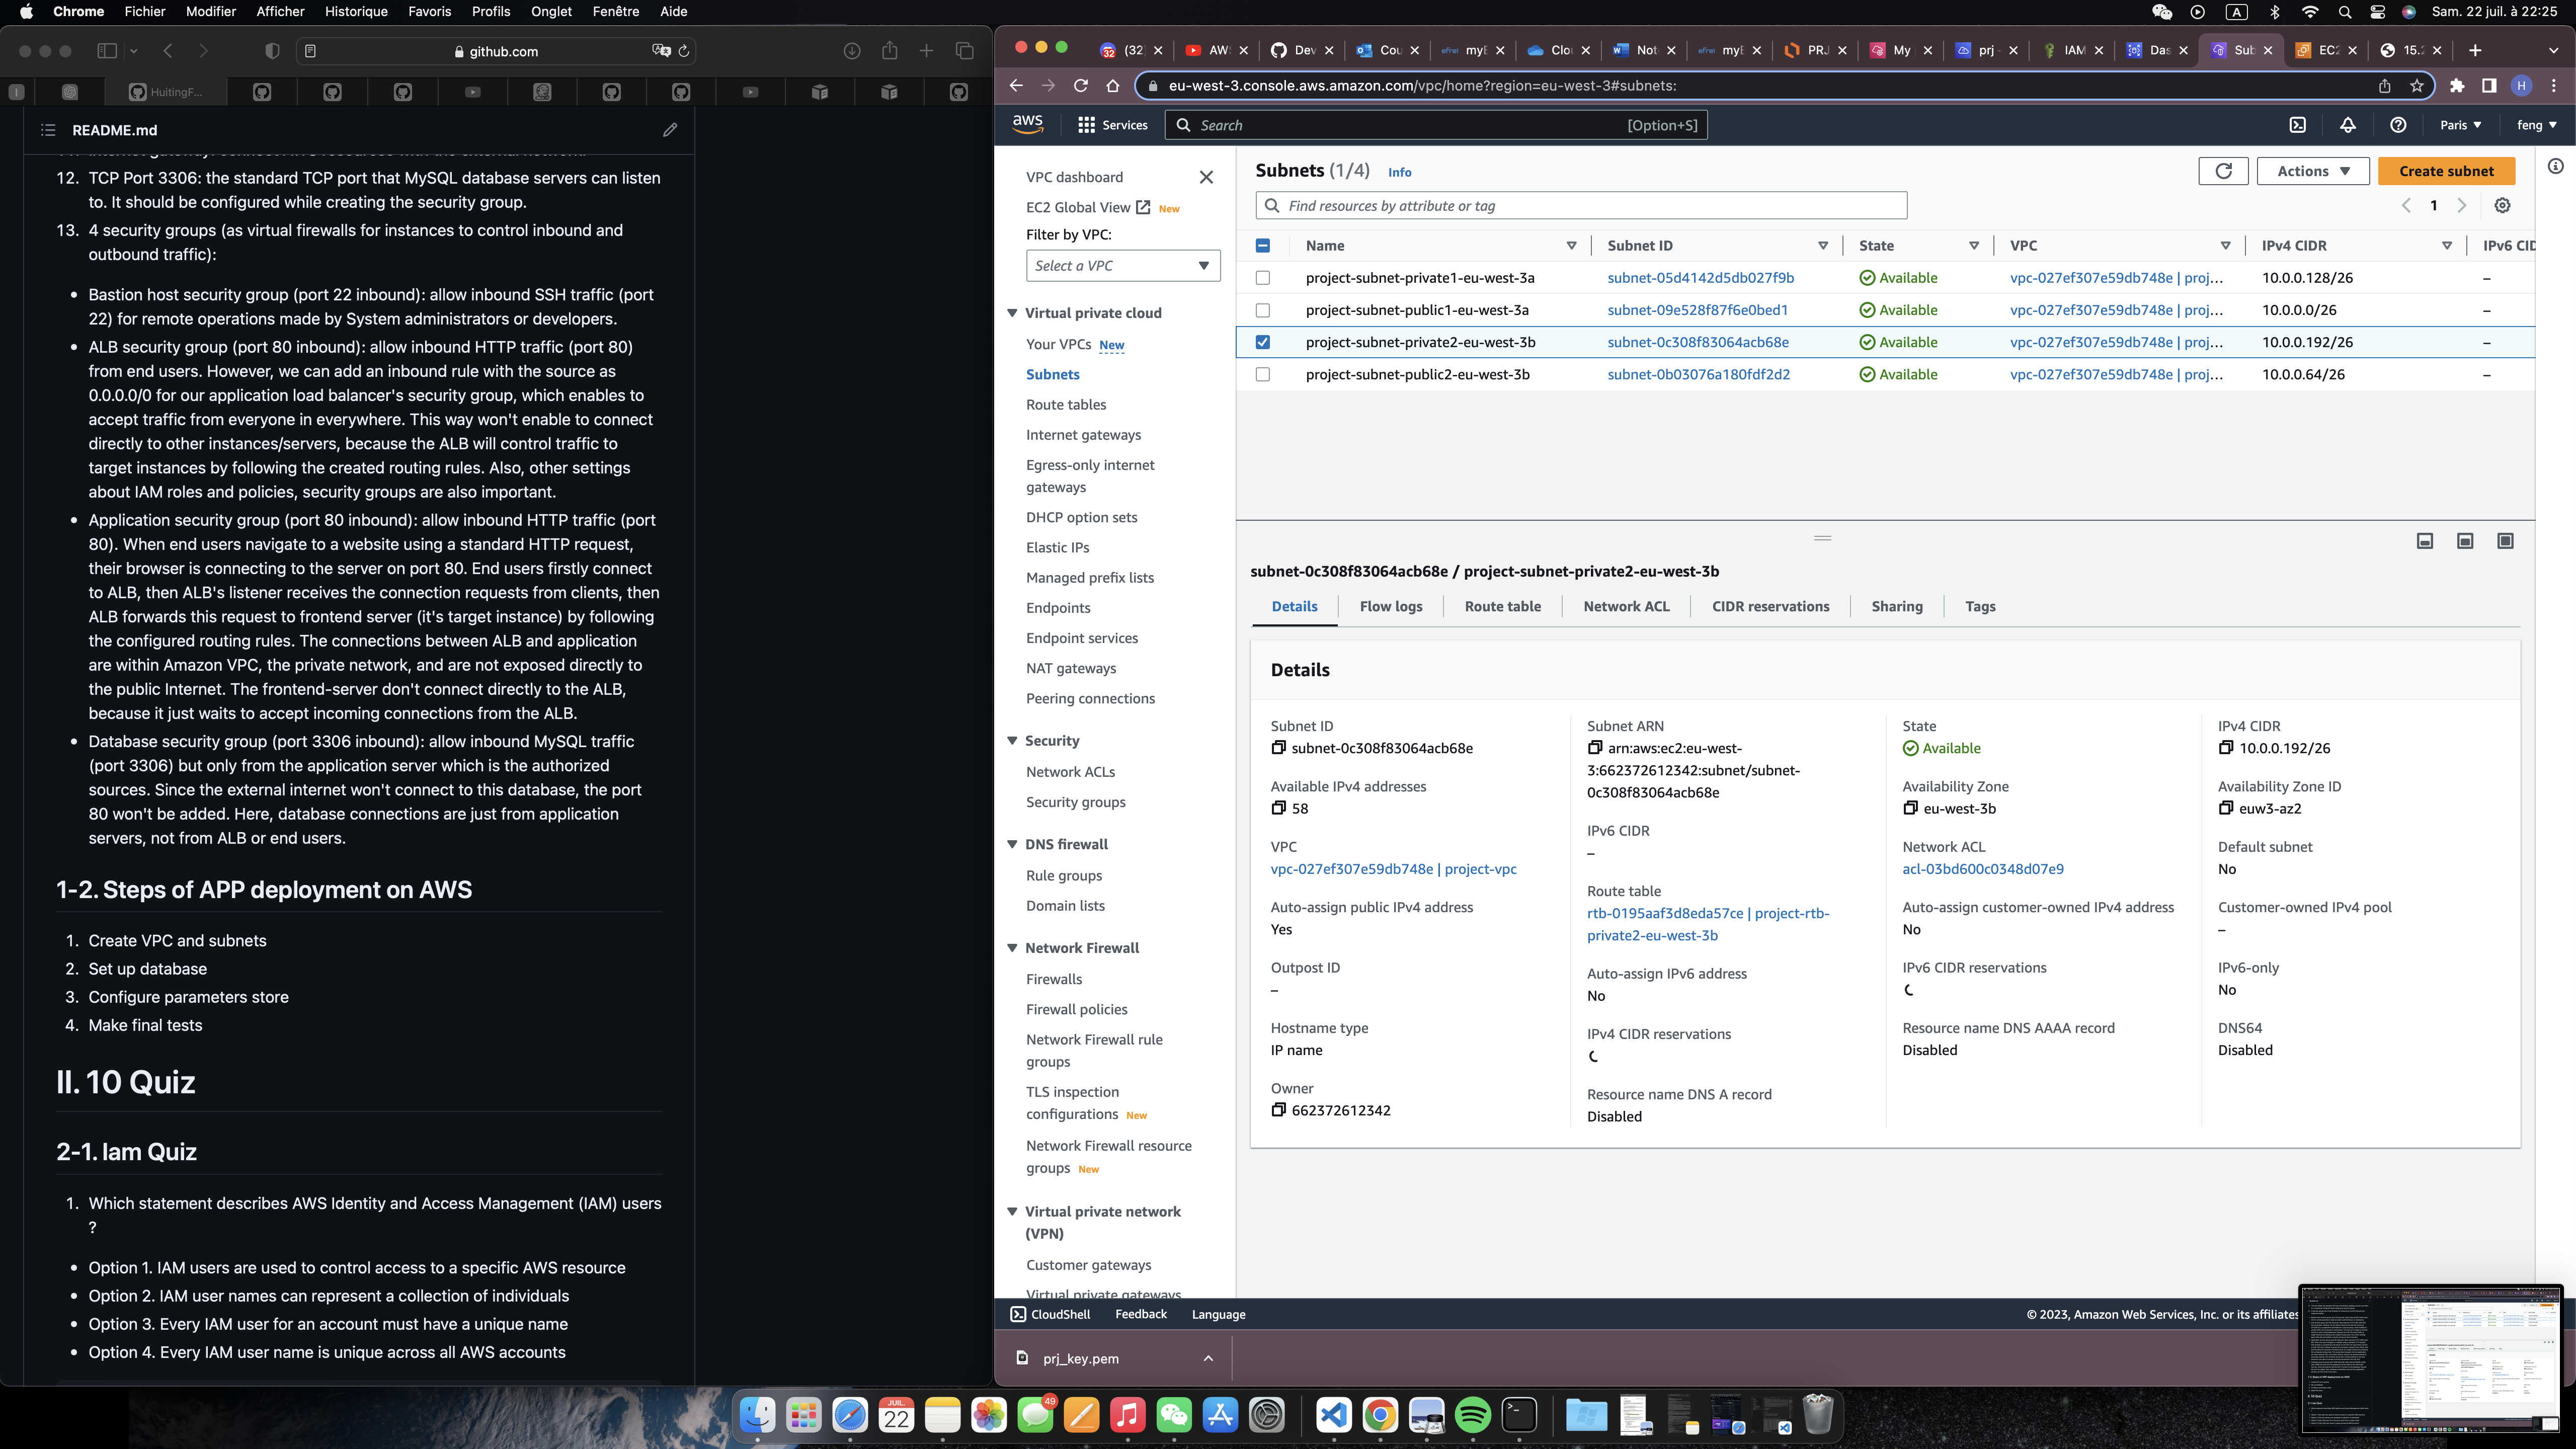 Chrome Fichier Modifier Afficher Historique Favoris Profils Onglet Fenêtre Aide
A
Sam. 22 juil. à 22:25
github.com
HuitingF...
README.md
12. TCP Port 3306: the standard TCP port that MySQL database servers can listen
to. It should be configured while creating the security group.
13. 4 security groups (as virtual firewalls for instances to control inbound and
outbound traffic):
• Bastion host security group (port 22 inbound): allow inbound SSH traffic (port
22) for remote operations made by System administrators or developers.
• ALB security group (port 80 inbound): allow inbound HTTP traffic (port 80)
from end users. However, we can add an inbound rule with the source as
0.0.0.0/0 for our application load balancer's security group, which enables to
accept traffic from everyone in everywhere. This way won't enable to connect
directly to other instances/servers, because the ALB will control traffic to
target instances by following the created routing rules. Also, other settings
about IAM roles and policies, security groups are also important.
• Application security group (port 80 inbound): allow inbound HTTP traffic (port
80). When end users navigate to a website using a standard HTTP request,
their browser is connecting to the server on port 80. End users firstly connect
to ALB, then ALB's listener receives the connection requests from clients, then
ALB forwards this request to frontend server (it's target instance) by following
the configured routing rules. The connections between ALB and application
are within Amazon VPC, the private network, and are not exposed directly to
the public Internet. The frontend-server don't connect directly to the ALB,
because it just waits to accept incoming connections from the ALB.
• Database security group (port 3306 inbound): allow inbound MySQL traffic
(port 3306) but only from the application server which is the authorized
sources. Since the external internet won't connect to this database, the port
80 won't be added. Here, database connections are just from application
servers, not from ALB or end users.
1-2. Steps of APP deployment on AWS
1. Create VPC and subnets
2. Set up database
3. Configure parameters store
4. Make final tests
II. 10 Quiz
2-1. Iam Quiz
1. Which statement describes AWS Identity and Access Management (IAM) users
?
• Option 1. IAM users are used to control access to a specific AWS resource
• Option 2. IAM user names can represent a collection of individuals
• Option 3. Every IAM user for an account must have a unique name
• Option 4. Every IAM user name is unique across all AWS accounts
(32) AW Dev Cou efrei myE Clo Not efrei myE PRJ My prj IAM Das Sub EC2 15.2
eu-west-3.console.aws.amazon.com/vpc/home?region=eu-west-3#subnets:
H
aws Services Search [Option+S] Paris feng
VPC dashboard
EC2 Global View New
Filter by VPC:
Select a VPC
Virtual private cloud
Your VPCs New
Subnets
Route tables
Internet gateways
Egress-only internet
gateways
DHCP option sets
Elastic IPs
Managed prefix lists
Endpoints
Endpoint services
NAT gateways
Peering connections
Security
Network ACLs
Security groups
DNS firewall
Rule groups
Domain lists
Network Firewall
Firewalls
Firewall policies
Network Firewall rule
groups
TLS inspection
configurations New
Network Firewall resource
groups New
Virtual private network
(VPN)
Customer gateways
Virtual private gateways
Subnets (1/4) Info
Actions
Create subnet
Find resources by attribute or tag
1
Name Subnet ID State VPC IPv4 CIDR IPv6 CID
project-subnet-private1-eu-west-3a subnet-05d4142d5db027f9b Available vpc-027ef307e59db748e | proj... 10.0.0.128/26 –
project-subnet-public1-eu-west-3a subnet-09e528f87f6e0bed1 Available vpc-027ef307e59db748e | proj... 10.0.0.0/26 –
project-subnet-private2-eu-west-3b subnet-0c308f83064acb68e Available vpc-027ef307e59db748e | proj... 10.0.0.192/26 –
project-subnet-public2-eu-west-3b subnet-0b03076a180fdf2d2 Available vpc-027ef307e59db748e | proj... 10.0.0.64/26 –
subnet-0c308f83064acb68e / project-subnet-private2-eu-west-3b
Details Flow logs Route table Network ACL CIDR reservations Sharing Tags
Details
Subnet ID
subnet-0c308f83064acb68e
Available IPv4 addresses
58
VPC
vpc-027ef307e59db748e | project-vpc
Auto-assign public IPv4 address
Yes
Outpost ID
–
Hostname type
IP name
Owner
662372612342
Subnet ARN
arn:aws:ec2:eu-west-
3:662372612342:subnet/subnet-
0c308f83064acb68e
IPv6 CIDR
–
Route table
rtb-0195aaf3d8eda57ce | project-rtb-
private2-eu-west-3b
Auto-assign IPv6 address
No
IPv4 CIDR reservations
Resource name DNS A record
Disabled
State
Available
Availability Zone
eu-west-3b
Network ACL
acl-03bd600c0348d07e9
Auto-assign customer-owned IPv4 address
No
IPv6 CIDR reservations
Resource name DNS AAAA record
Disabled
IPv4 CIDR
10.0.0.192/26
Availability Zone ID
euw3-az2
Default subnet
No
Customer-owned IPv4 pool
–
IPv6-only
No
DNS64
Disabled
CloudShell Feedback Language
© 2023, Amazon Web Services, Inc. or its affiliates
prj_key.pem
JUIL.
22
49